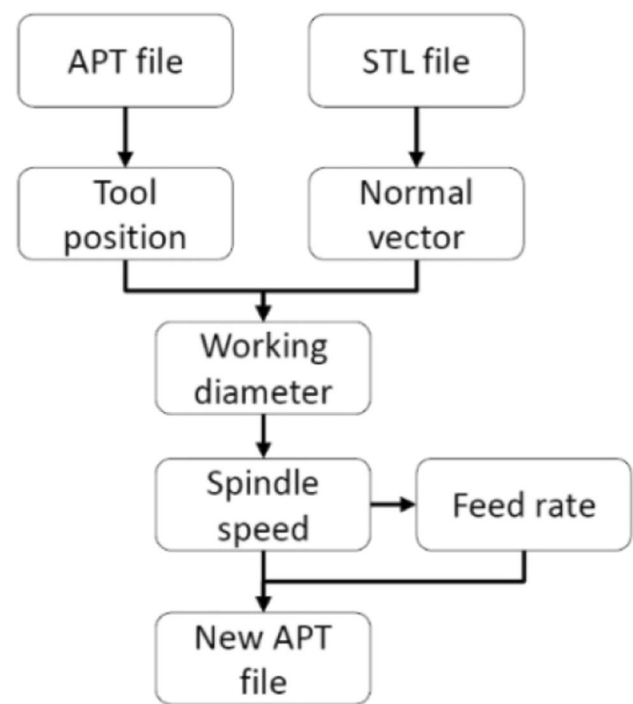 APT file
STL file
Tool
position
Normal
vector
Working
diameter
Spindle
speed
Feed rate
New APT
file